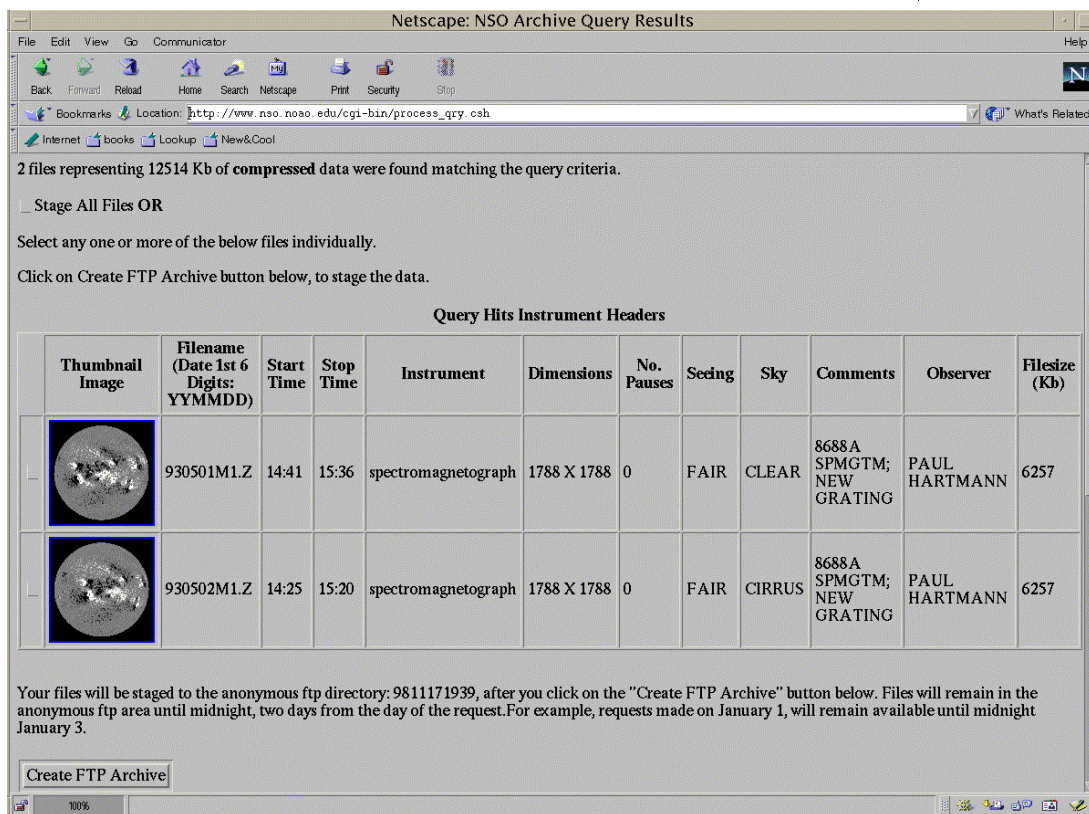 Netscape: NSO Archive Query Results
File Edit View Go Communicator Help
Back Forward Reload Home Search Netscape Print Security Stop
My
N
Bookmarks Location: http://www.nso.noao.edu/cgi-bin/process_qry.csh What's Related
Internet books Lookup New&Cool
2 files representing 12514 Kb of compressed data were found matching the query criteria.
Stage All Files OR
Select any one or more of the below files individually.
Click on Create FTP Archive button below, to stage the data.
Query Hits Instrument Headers
Thumbnail Image Filename (Date 1st 6 Digits: YYMMDD) Start Time Stop Time Instrument Dimensions No. Pauses Seeing Sky Comments Observer Filesize (Kb)
930501M1.Z 14:41 15:36 spectromagnetograph 1788 X 1788 0 FAIR CLEAR 8688A SPMGTM; NEW GRATING PAUL HARTMANN 6257
930502M1.Z 14:25 15:20 spectromagnetograph 1788 X 1788 0 FAIR CIRRUS 8688A SPMGTM; NEW GRATING PAUL HARTMANN 6257
Your files will be staged to the anonymous ftp directory: 9811171939, after you click on the "Create FTP Archive" button below. Files will remain in the
anonymous ftp area until midnight, two days from the day of the request.For example, requests made on January 1, will remain available until midnight
January 3.
Create FTP Archive
100%